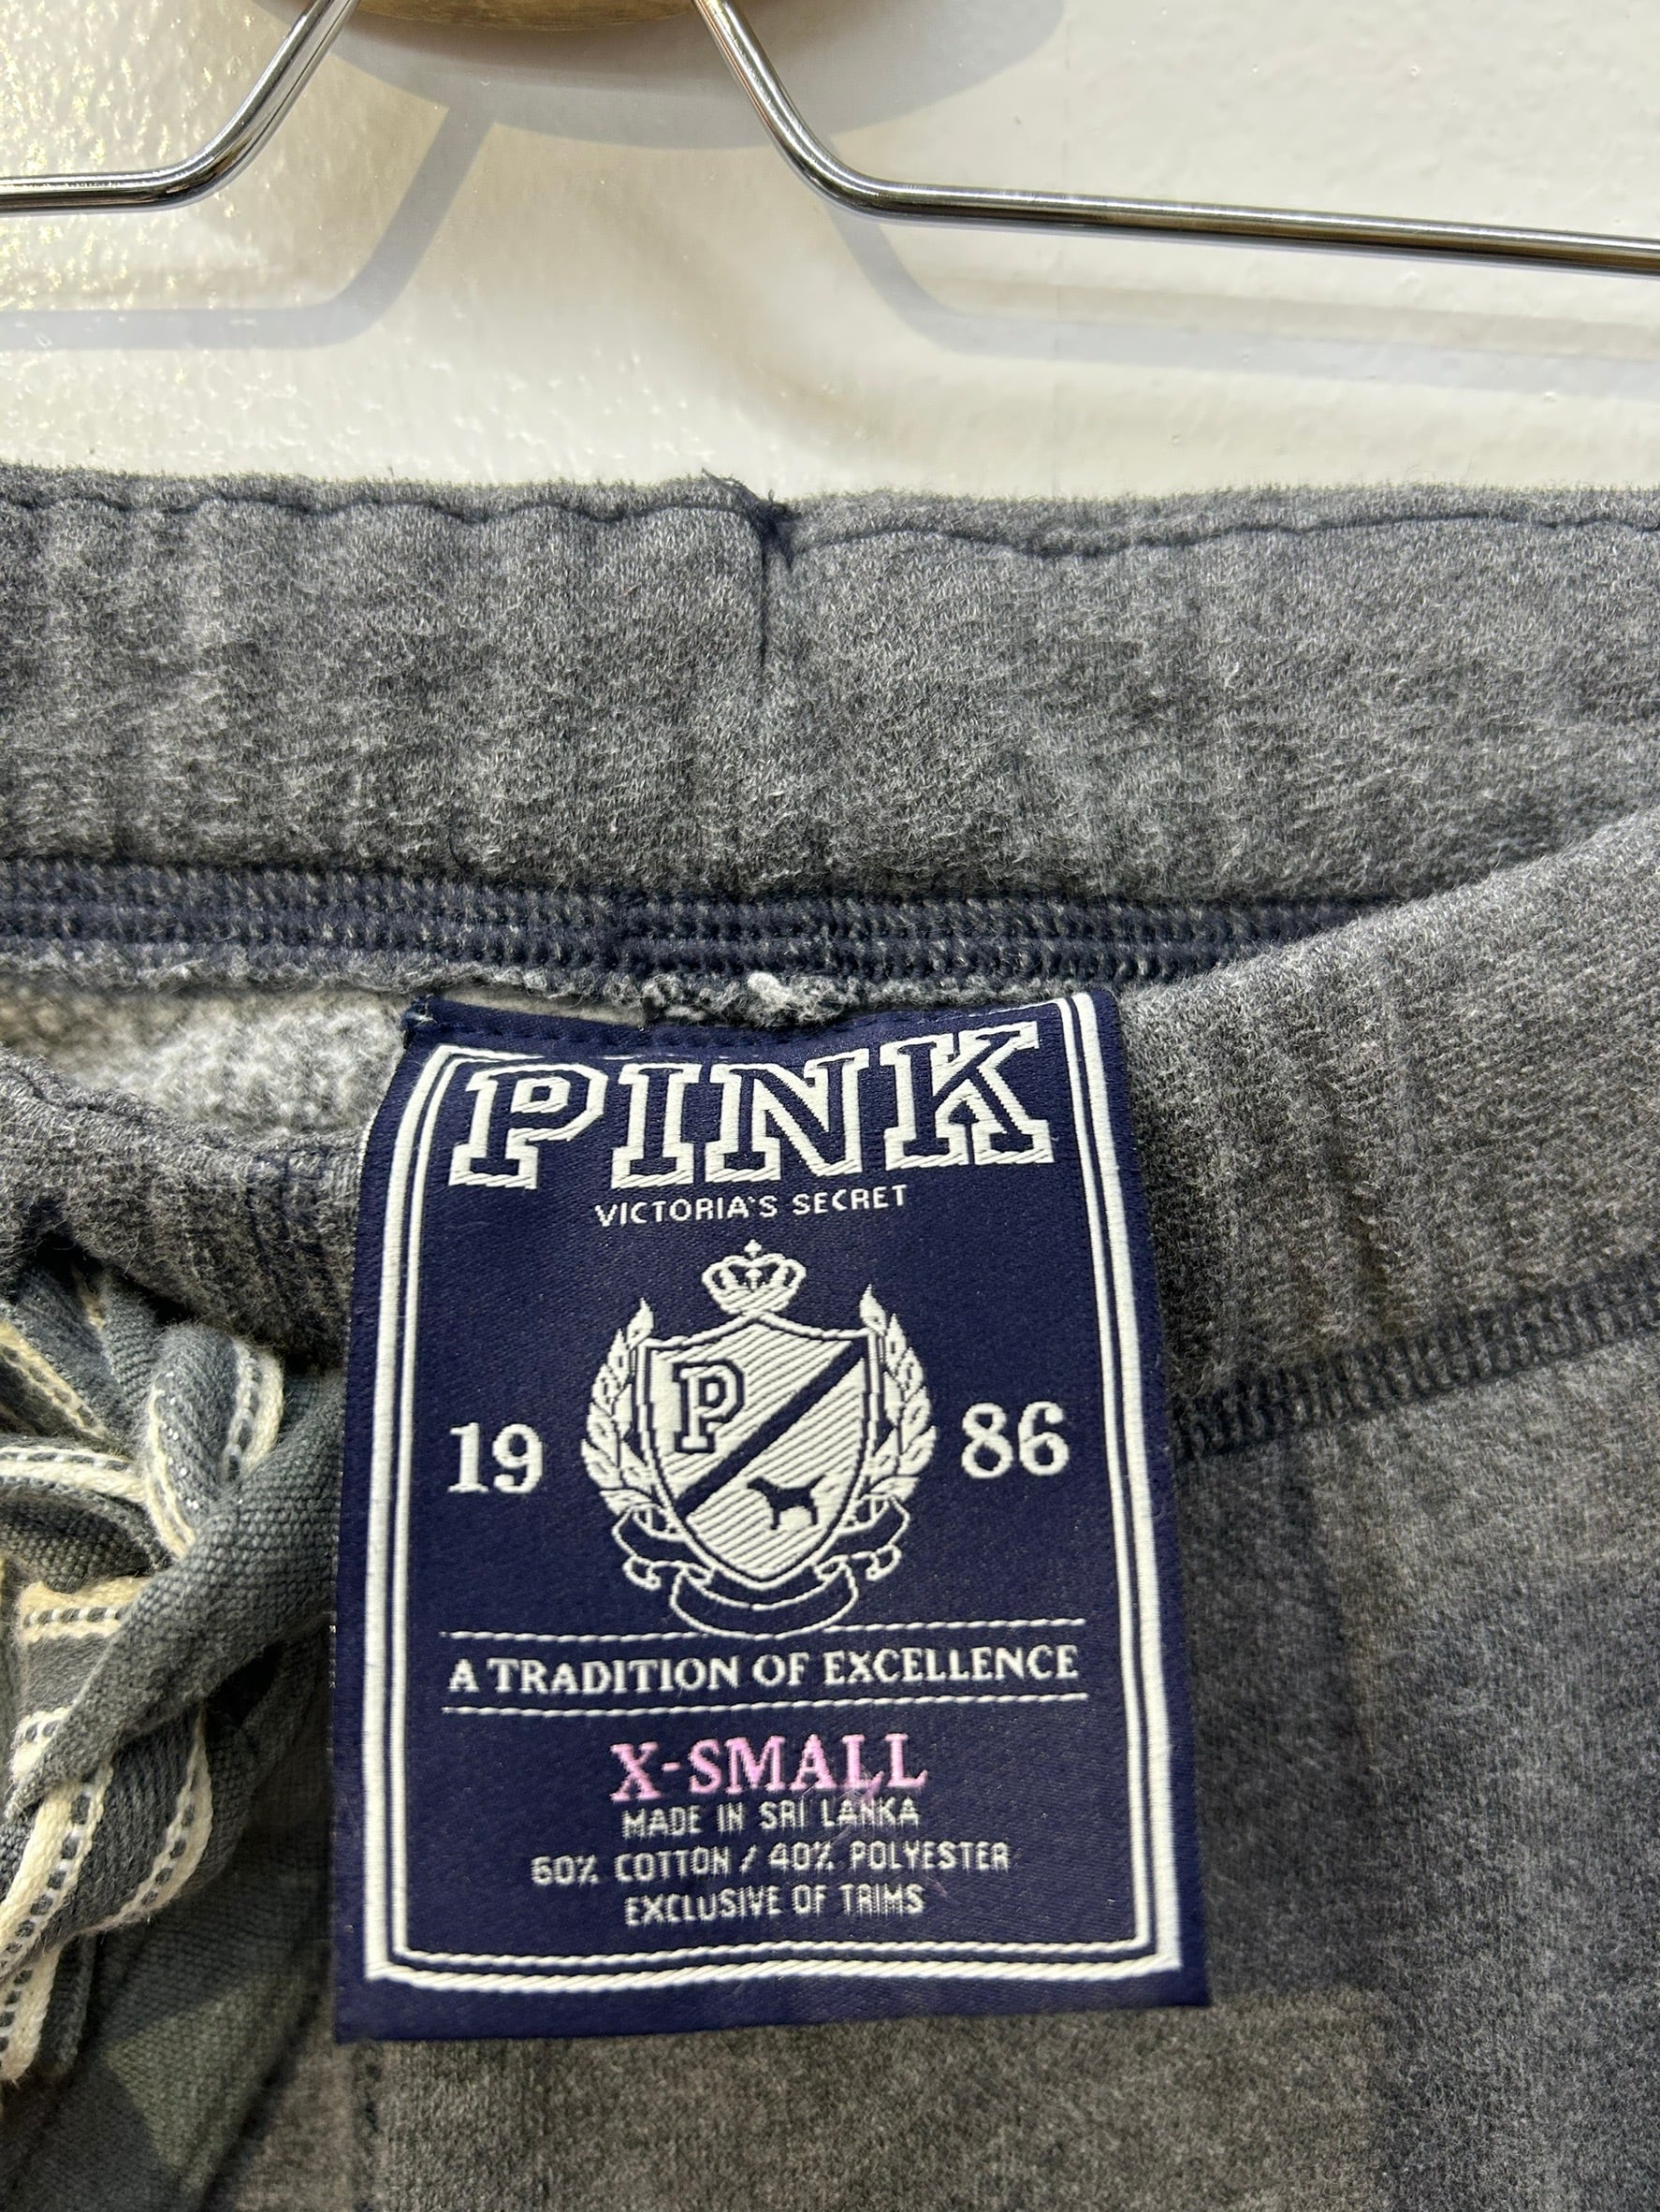 PINK
VICTORIA'S SECRET
P
19 86
A TRADITION OF EXCELLENCE
X-SMALL
MADE IN SRI LANKA
60% COTTON / 40% POLYESTER
EXCLUSIVE OF TRIMS